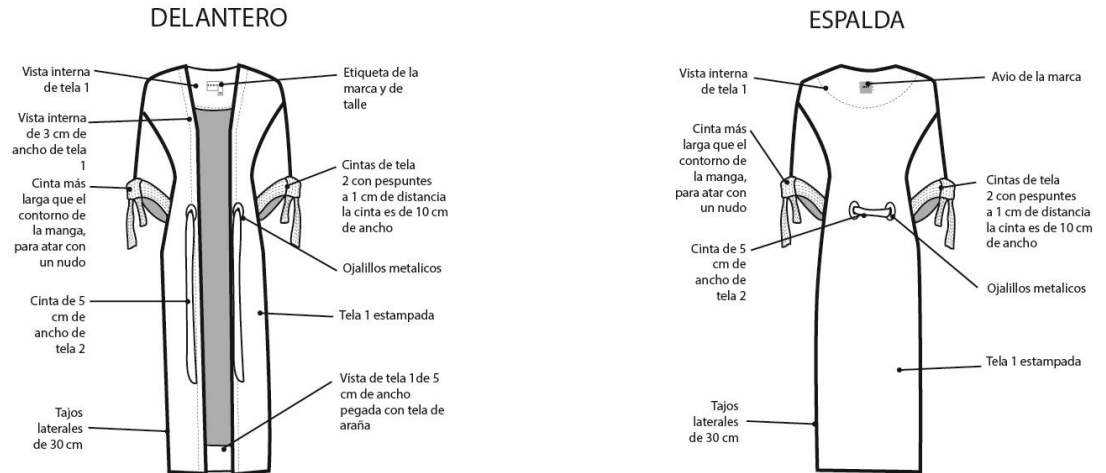 DELANTERO
Vista interna
de tela 1
Vista interna
de 3 cm de
ancho de tela
1
Cinta más
larga que el
contorno de
la manga,
para atar con
un nudo
Cinta de 5
cm de
ancho de
tela 2
Tajos
laterales
de 30 cm
Etiqueta de la
marca y de
talle
Cintas de tela
2 con pespuntes
a 1 cm de distancia
la cinta es de 10 cm
de ancho
Ojalillos metalicos
Tela 1 estampada
Vista de tela 1 de 5
cm de ancho
pegada con tela de
araña
ESPALDA
Vista interna
de tela 1
Cinta más
larga que el
contorno de
la manga,
para atar con
un nudo
Cinta de 5
cm de
ancho de
tela 2
Tajos
laterales
de 30 cm
Avio de la marca
Cintas de tela
2 con pespuntes
a 1 cm de distancia
la cinta es de 10 cm
de ancho
Ojalillos metalicos
Tela 1 estampada